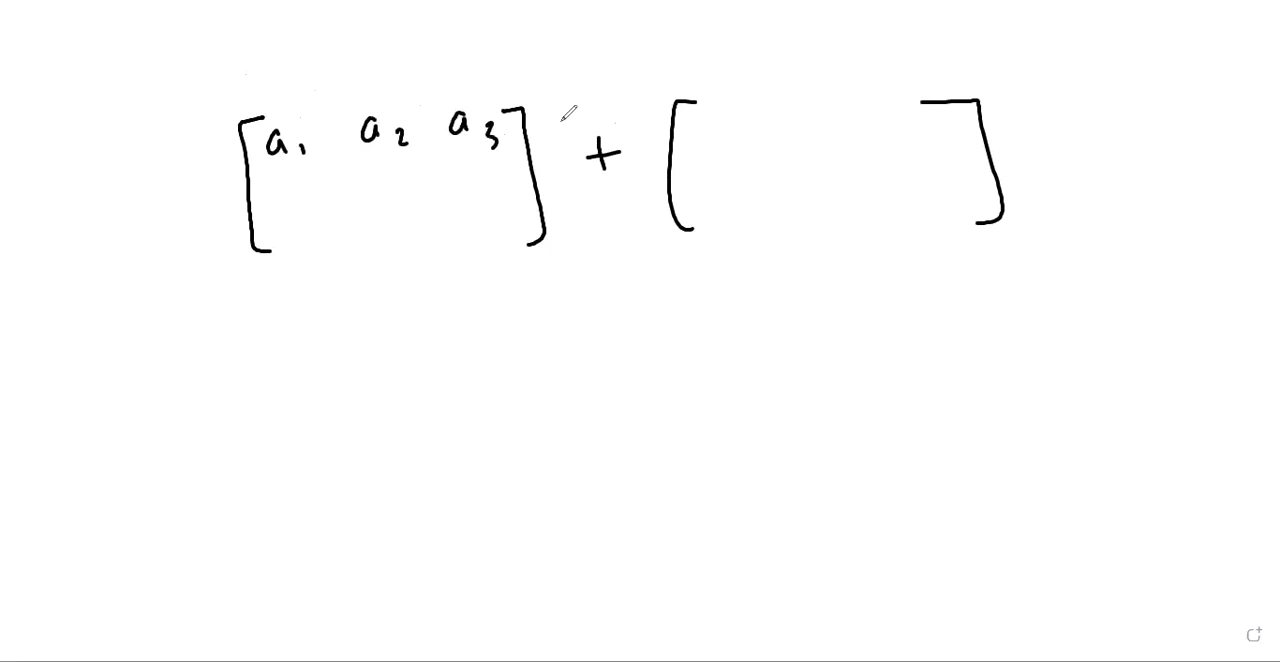 [a₁ a₂ a₃] + [ ]